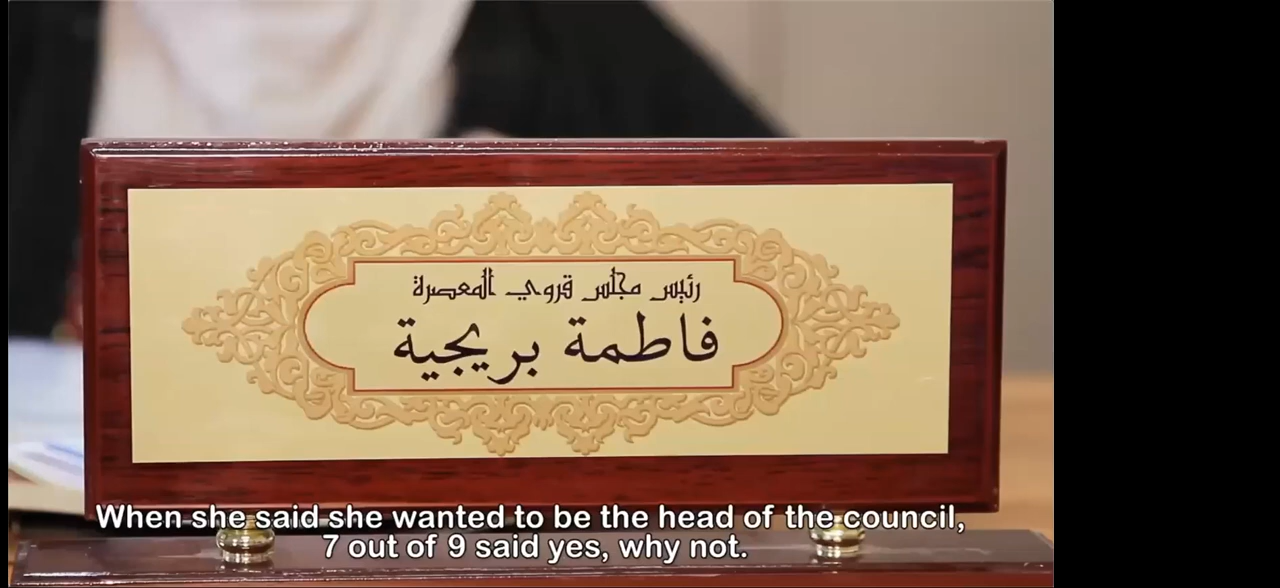 رئيس مجلس قروي المعصرة
فاطمة بريجية
When she said she wanted to be the head of the council,
7 out of 9 said yes, why not.